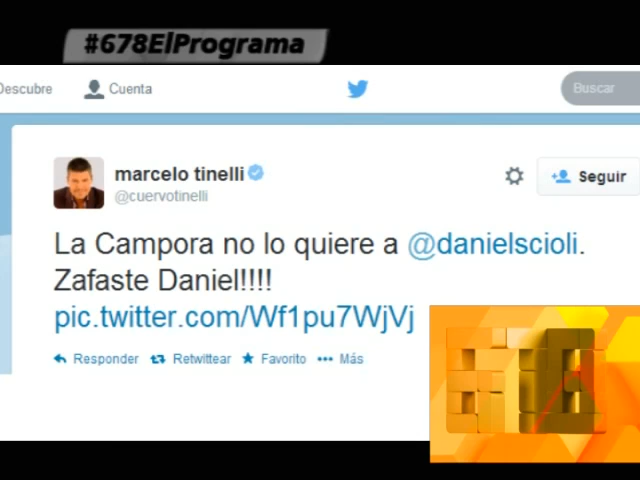 #678ElPrograma
Descubre Cuenta Buscar
marcelo tinelli
@cuervotinelli
Seguir
La Campora no lo quiere a @danielscioli.
Zafaste Daniel!!!!
pic.twitter.com/Wf1pu7WjVj
Responder Retwittear Favorito Más
678